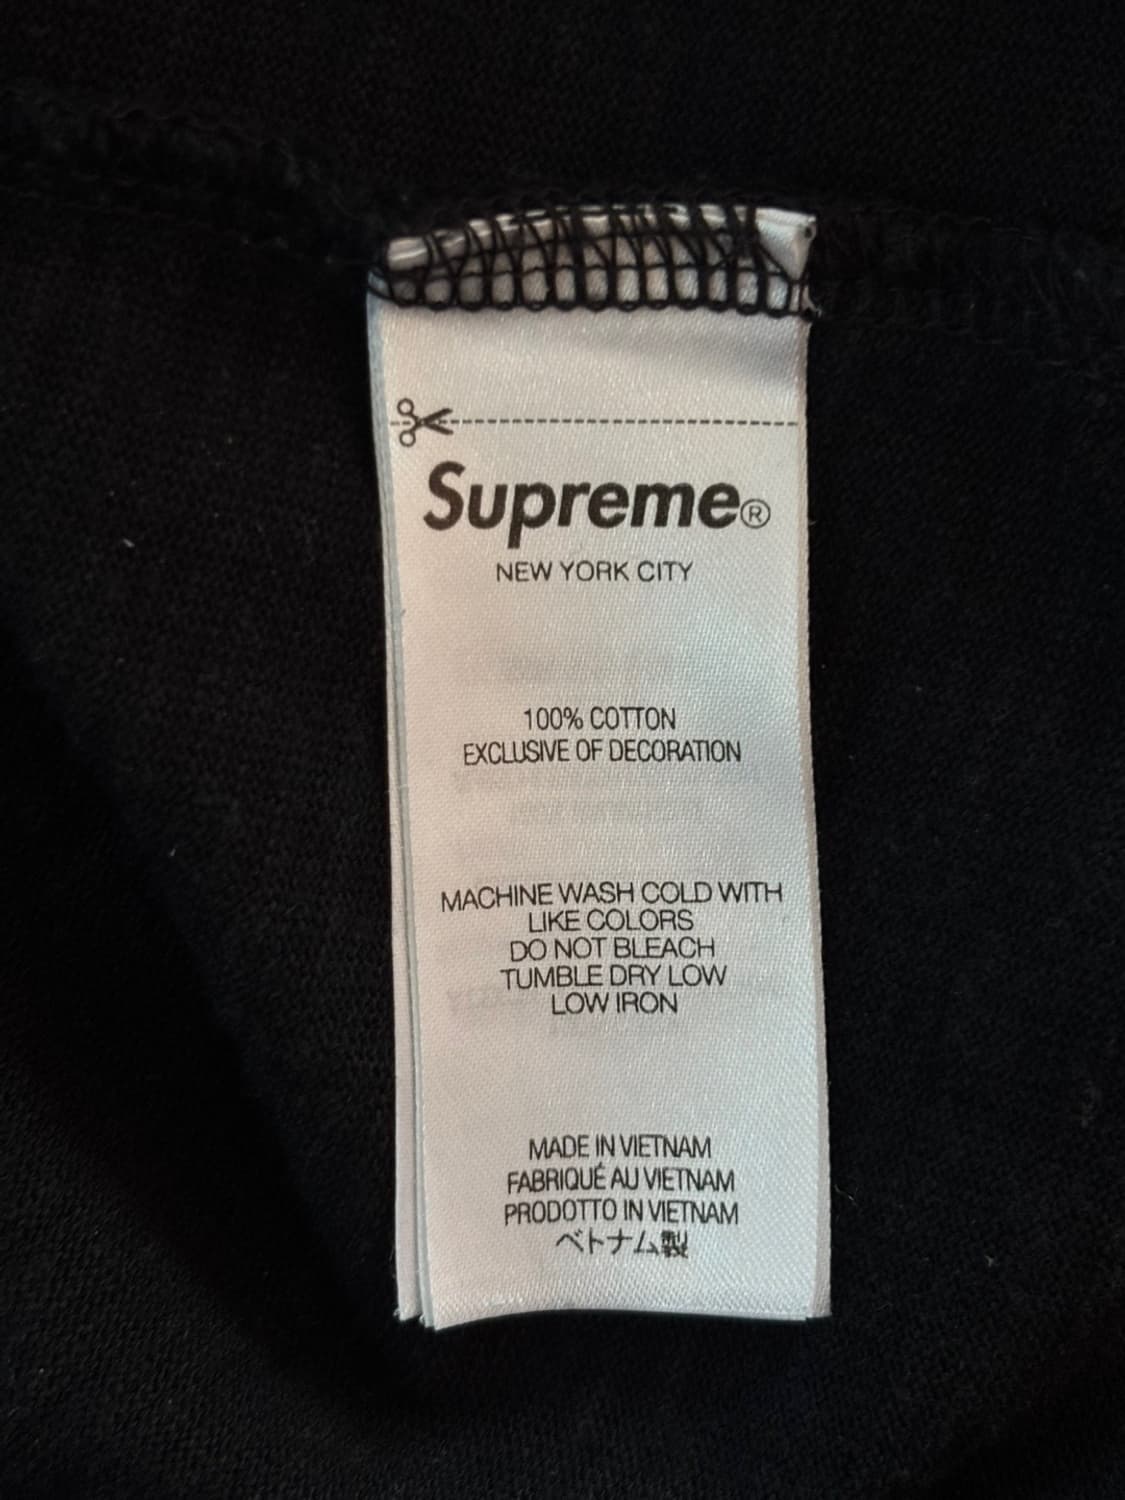 Supreme®
NEW YORK CITY
100% COTTON
EXCLUSIVE OF DECORATION
MACHINE WASH COLD WITH
LIKE COLORS
DO NOT BLEACH
TUMBLE DRY LOW
LOW IRON
MADE IN VIETNAM
FABRIQUÉ AU VIETNAM
PRODOTTO IN VIETNAM
ベトナム製